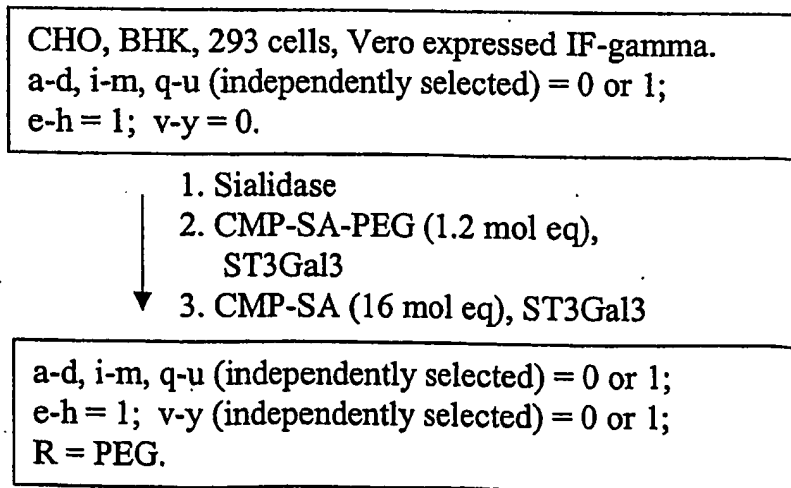 CHO, BHK, 293 cells, Vero expressed IF-gamma.
a-d, i-m, q-u (independently selected) = 0 or 1;
e-h = 1; v-y = 0.
1. Sialidase
2. CMP-SA-PEG (1.2 mol eq),
ST3Gal3
3. CMP-SA (16 mol eq), ST3Gal3
a-d, i-m, q-u (independently selected) = 0 or 1;
e-h = 1; v-y (independently selected) = 0 or 1;
R = PEG.